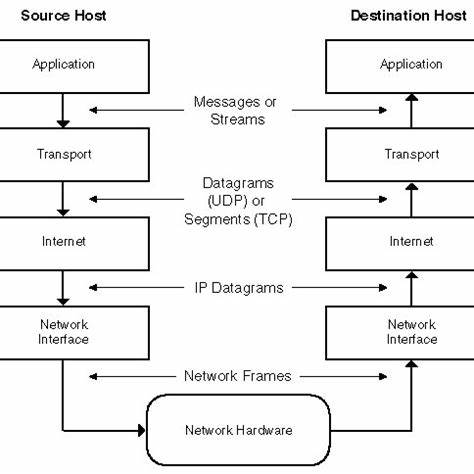 Source Host
Destination Host
Application
Application
Messages or
Streams
Transport
Transport
Datagrams
(UDP) or
Segments (TCP)
Internet
Internet
IP Datagrams
Network
Interface
Network
Interface
Network Frames
Network Hardware